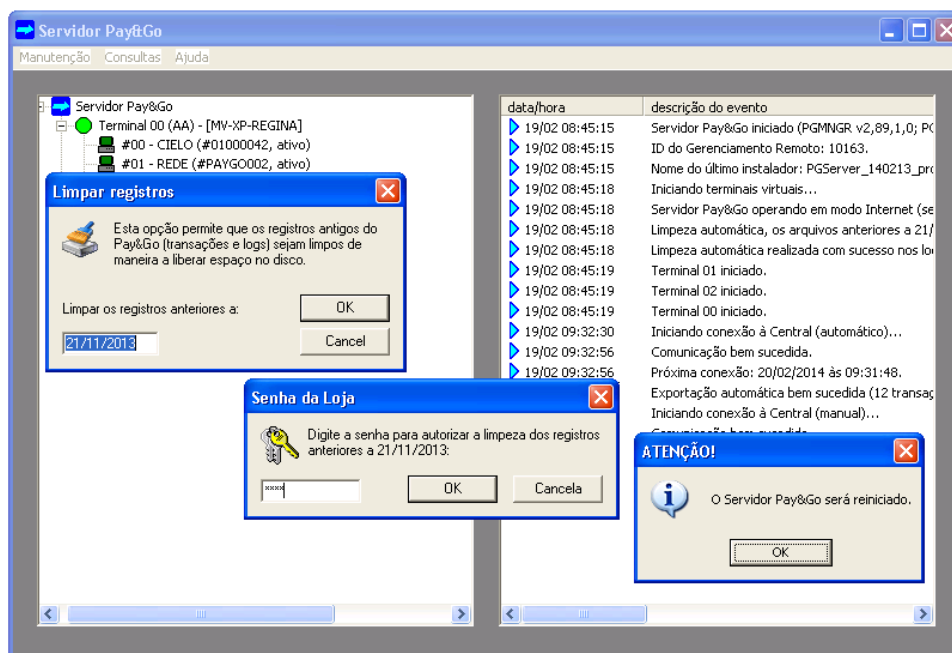 Servidor Pay&Go
Manutenção Consultas Ajuda
Servidor Pay&Go
Terminal 00 (AA) - [MV-XP-REGINA]
#00 - CIELO (#01000042, ativo)
#01 - REDE (#PAYGO002, ativo)
Limpar registros
Esta opção permite que os registros antigos do
Pay&Go (transações e logs) sejam limpos de
maneira a liberar espaço no disco.
Limpar os registros anteriores a:
OK
21/11/2013
Cancel
data/hora descrição do evento
19/02 08:45:15 Servidor Pay&Go iniciado (PGMNGR v2,89,1,0;
19/02 08:45:15 ID do Gerenciamento Remoto: 10163.
19/02 08:45:15 Nome do último instalador: PGServer_140213_
19/02 08:45:18 Iniciando terminais virtuais...
19/02 08:45:18 Servidor Pay&Go operando em modo Internet
19/02 08:45:18 Limpeza automática, os arquivos anteriores a 21/
19/02 08:45:18 Limpeza automática realizada com sucesso nos
19/02 08:45:19 Terminal 01 iniciado.
19/02 08:45:19 Terminal 02 iniciado.
19/02 08:45:19 Terminal 00 iniciado.
19/02 09:32:30 Iniciando conexão à Central (automático)...
19/02 09:32:56 Comunicação bem sucedida.
19/02 09:32:56 Próxima conexão: 20/02/2014 às 09:31:48.
Exportação automática bem sucedida (12
Iniciando conexão à Central (manual)...
Senha da Loja
Digite a senha para autorizar a limpeza dos registros
anteriores a 21/11/2013:
**** OK Cancela
ATENÇÃO!
O Servidor Pay&Go será reiniciado.
OK